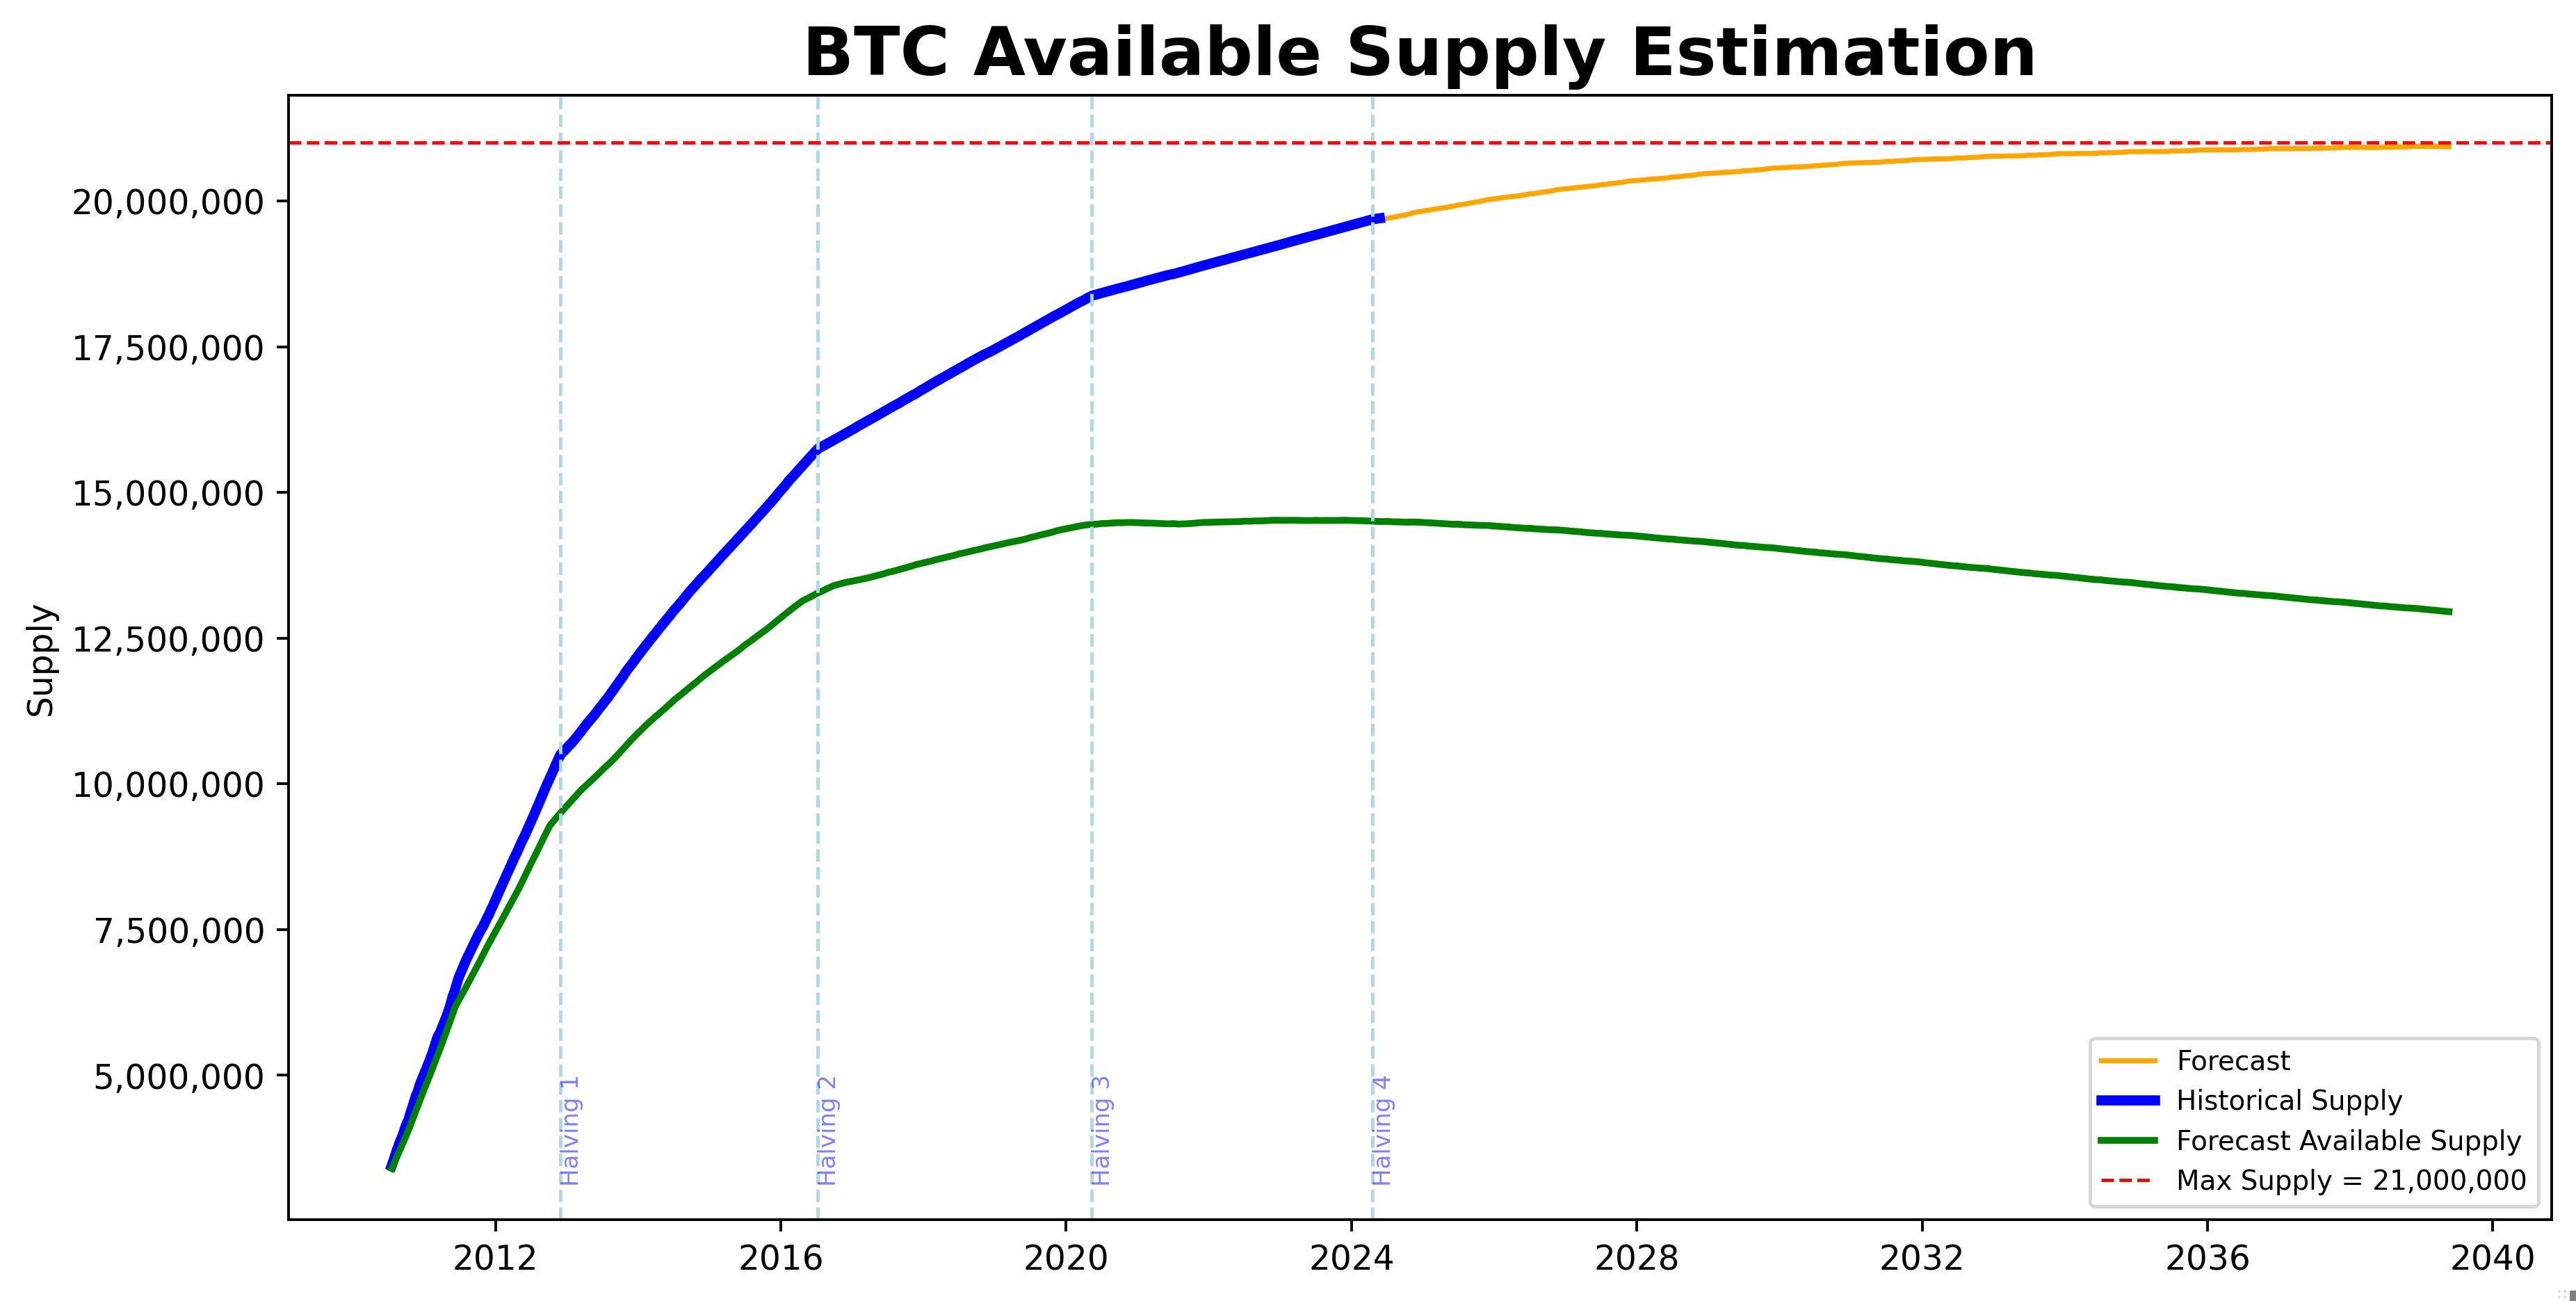 BTC Available Supply Estimation
Supply
20,000,000
17,500,000
15,000,000
12,500,000
10,000,000
7,500,000
5,000,000
Halving 1
Halving 2
Halving 3
Halving 4
Forecast
Historical Supply
Forecast Available Supply
Max Supply = 21,000,000
2012
2016
2020
2024
2028
2032
2036
2040